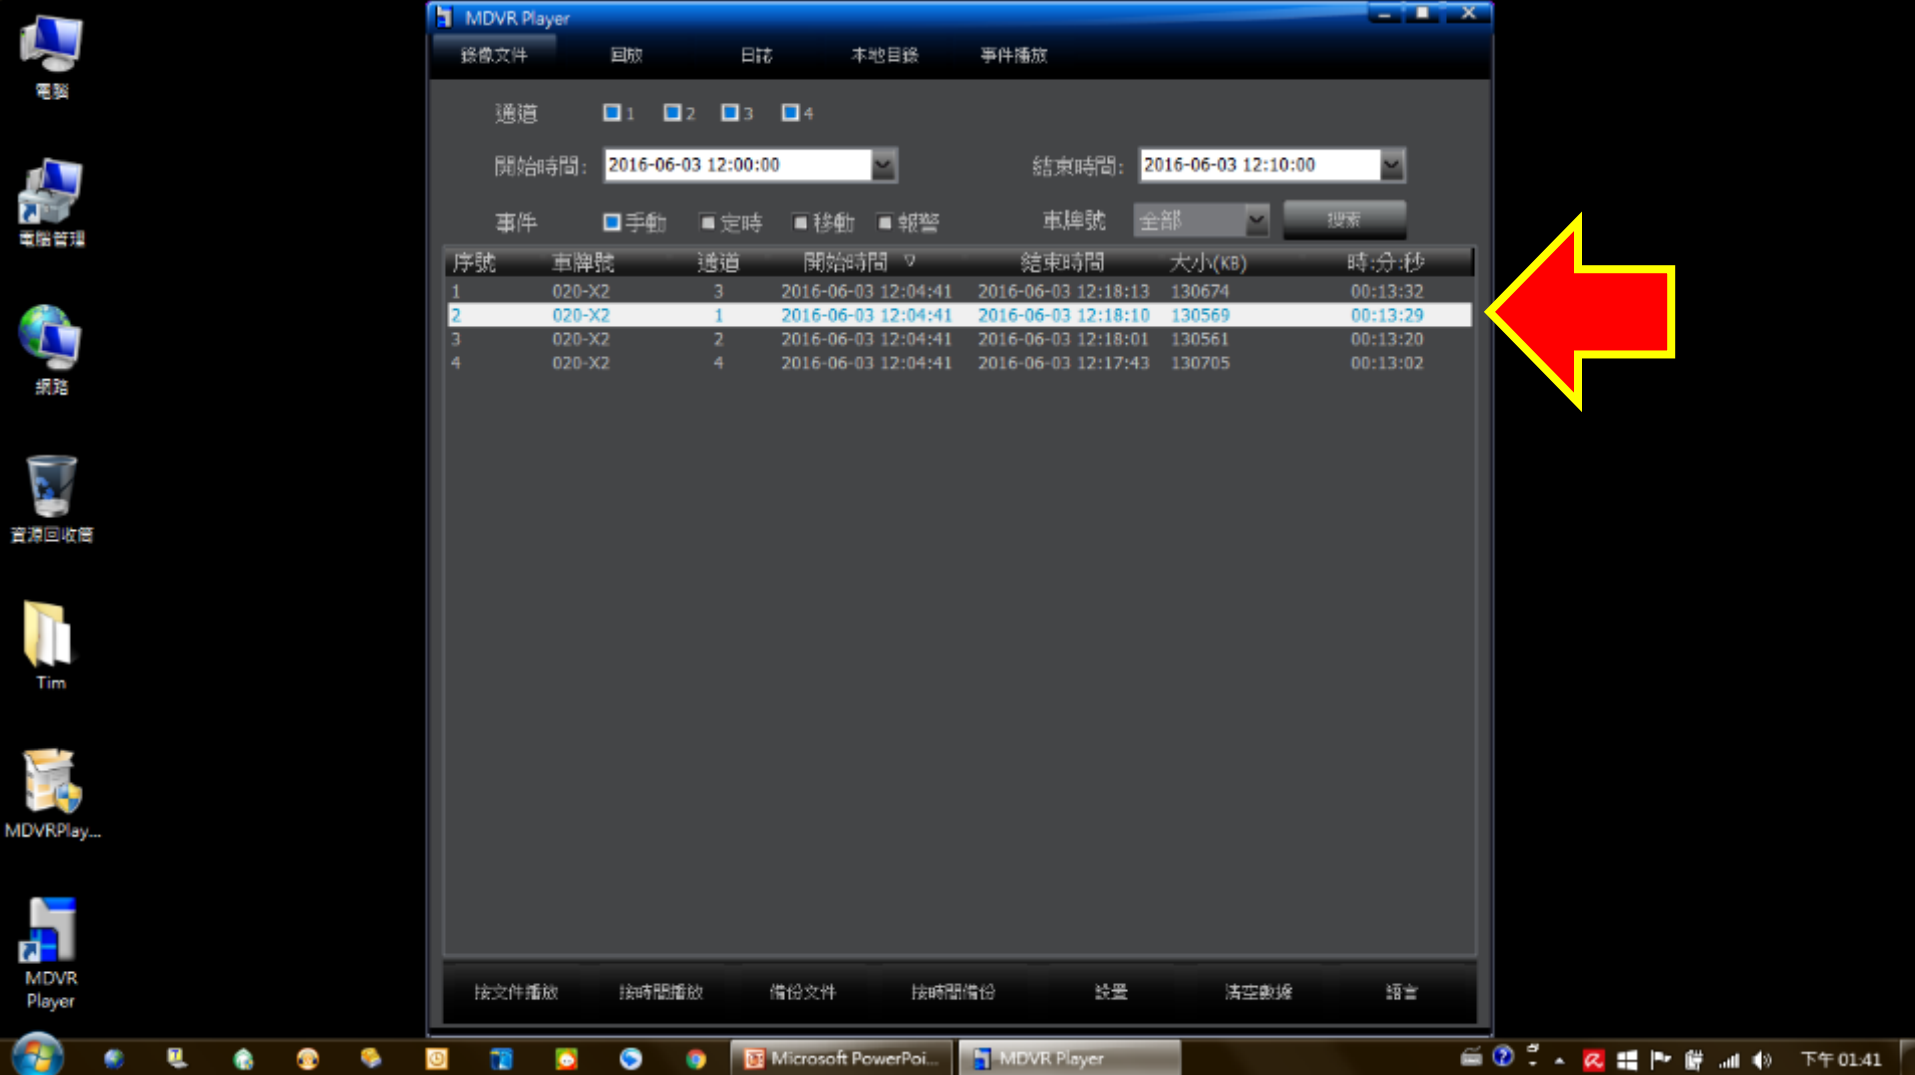 電腦
電腦管理
網路
資源回收筒
Tim
MDVRPlay...
MDVR
Player
MDVR Player
錄像文件 回放 日誌 本地目錄 事件播放
通道 1 2 3 4
開始時間: 2016-06-03 12:00:00 結束時間: 2016-06-03 12:10:00
事件 手動 定時 移動 報警 車牌號 全部 搜索
序號 車牌號 通道 開始時間 ▽ 結束時間 大小(KB) 時:分:秒
1 020-X2 3 2016-06-03 12:04:41 2016-06-03 12:18:13 130674 00:13:32
2 020-X2 1 2016-06-03 12:04:41 2016-06-03 12:18:10 130569 00:13:29
3 020-X2 2 2016-06-03 12:04:41 2016-06-03 12:18:01 130561 00:13:20
4 020-X2 4 2016-06-03 12:04:41 2016-06-03 12:17:43 130705 00:13:02
按文件播放 按時間播放 備份文件 按時間備份 設置 清空數據 語言
Microsoft PowerPoi... MDVR Player 下午 01:41